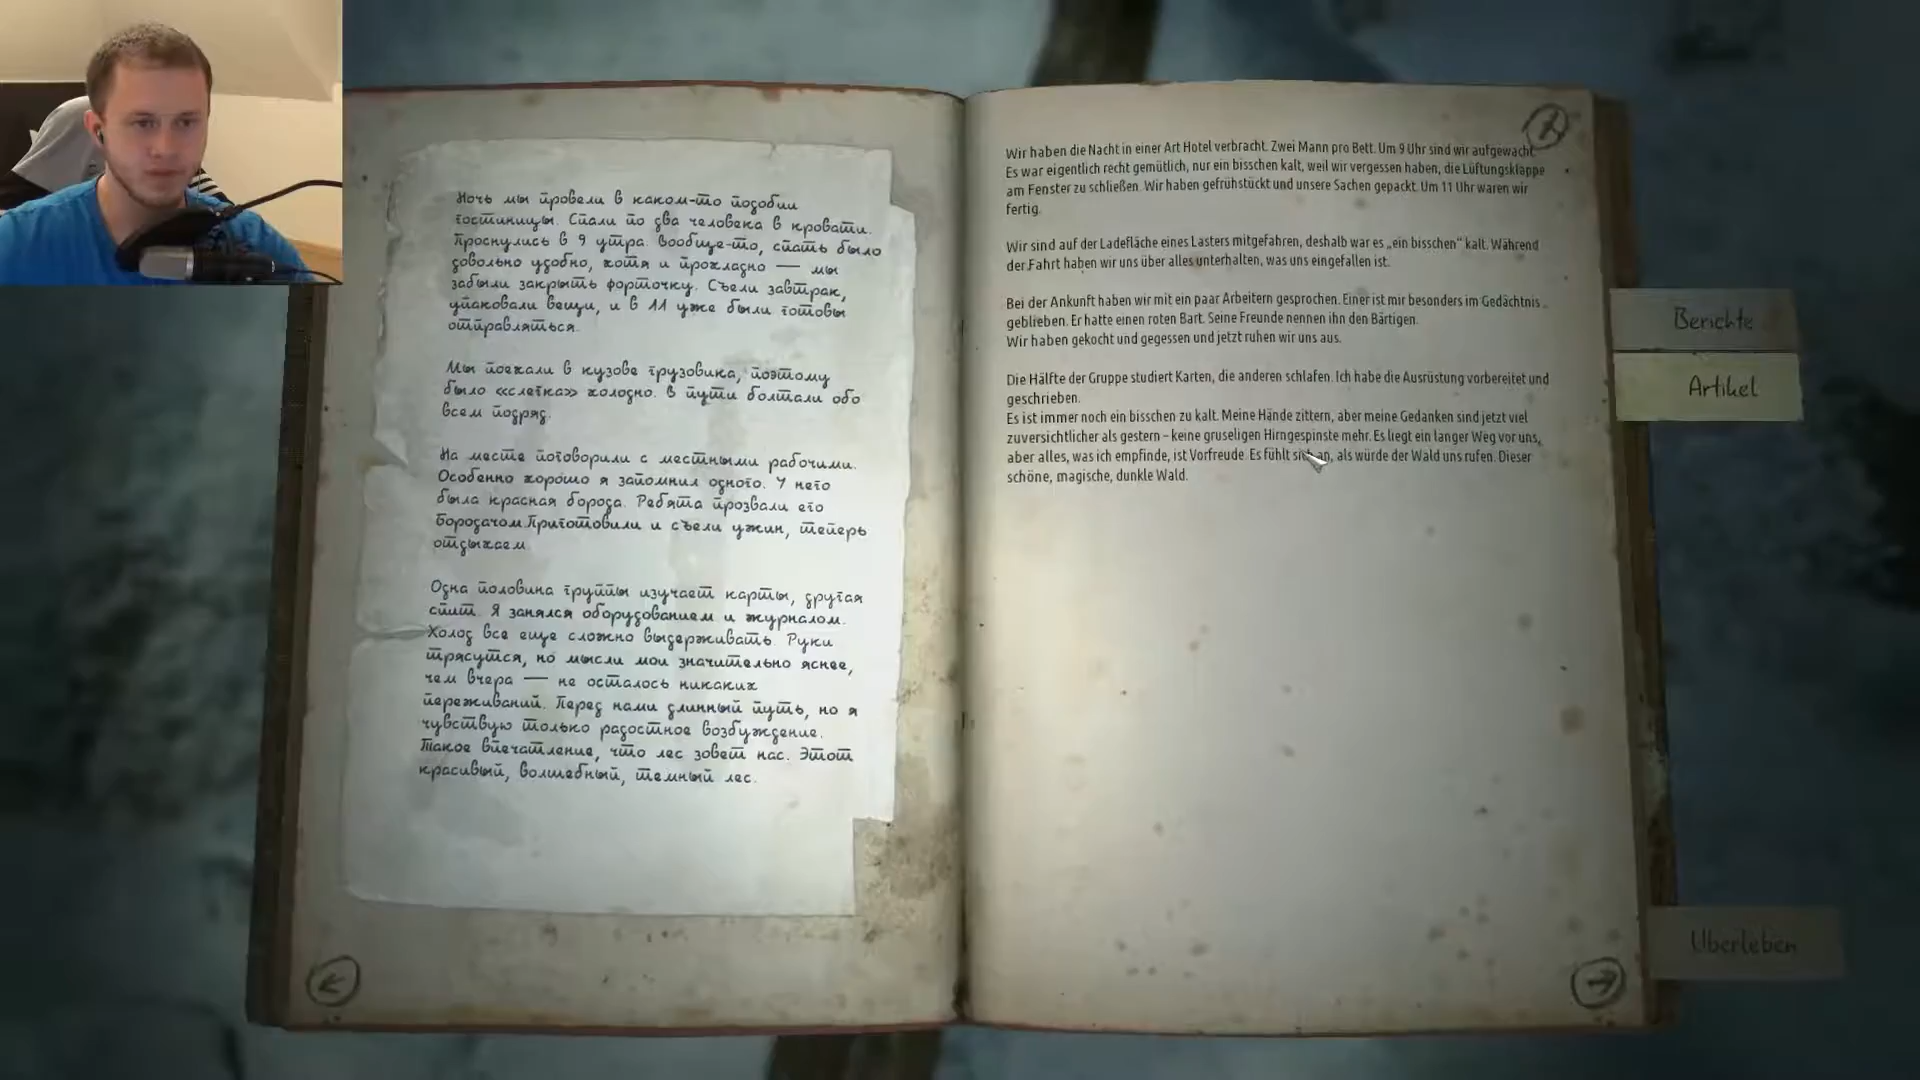 Ночь мы провели в каком-то подобии
гостиницы. Спали по два человека в кровати.
Проснулись в 9 утра. Вообще-то, спать было
довольно удобно, хотя и прохладно — мы
забыли закрыть форточку. Съели завтрак,
упаковали вещи, и в 11 уже были готовы
отправляться.
Мы поехали в кузове грузовика, поэтому
было «слегка» холодно. В пути болтали обо
всем подряд.
На месте поговорили с местными рабочими.
Особенно хорошо я запомнил одного. У него
была красная борода. Ребята прозвали его
Бородачом.Приготовили и съели ужин, теперь
отдыхаем.
Одна половина группы изучает карты, другая
спит. Я занялся оборудованием и журналом.
Холод все еще сложно выдерживать. Руки
трясутся, но мысли мои значительно яснее,
чем вчера — не осталось никаких
переживаний. Перед нами длинный путь, но я
чувствую только радостное возбуждение.
Такое впечатление, что лес зовет нас. Этот
красивый, волшебный, темный лес.
Wir haben die Nacht in einer Art Hotel verbracht. Zwei Mann pro Bett. Um 9 Uhr sind wir aufgewacht.
Es war eigentlich recht gemütlich, nur ein bisschen kalt, weil wir vergessen haben, die Lüftungsklappe
am Fenster zu schließen. Wir haben gefrühstückt und unsere Sachen gepackt. Um 11 Uhr waren wir
fertig.
Wir sind auf der Ladefläche eines Lasters mitgefahren, deshalb war es „ein bisschen“ kalt. Während
der Fahrt haben wir uns über alles unterhalten, was uns eingefallen ist.
Bei der Ankunft haben wir mit ein paar Arbeitern gesprochen. Einer ist mir besonders im Gedächtnis
geblieben. Er hatte einen roten Bart. Seine Freunde nennen ihn den Bärtigen.
Wir haben gekocht und gegessen und jetzt ruhen wir uns aus.
Die Hälfte der Gruppe studiert Karten, die anderen schlafen. Ich habe die Ausrüstung vorbereitet und
geschrieben.
Es ist immer noch ein bisschen zu kalt. Meine Hände zittern, aber meine Gedanken sind jetzt viel
zuversichtlicher als gestern – keine gruseligen Hirngespinste mehr. Es liegt ein langer Weg vor uns,
aber alles, was ich empfinde, ist Vorfreude. Es fühlt sich an, als würde der Wald uns rufen. Dieser
schöne, magische, dunkle Wald.
Berichte
Artikel
Überleben